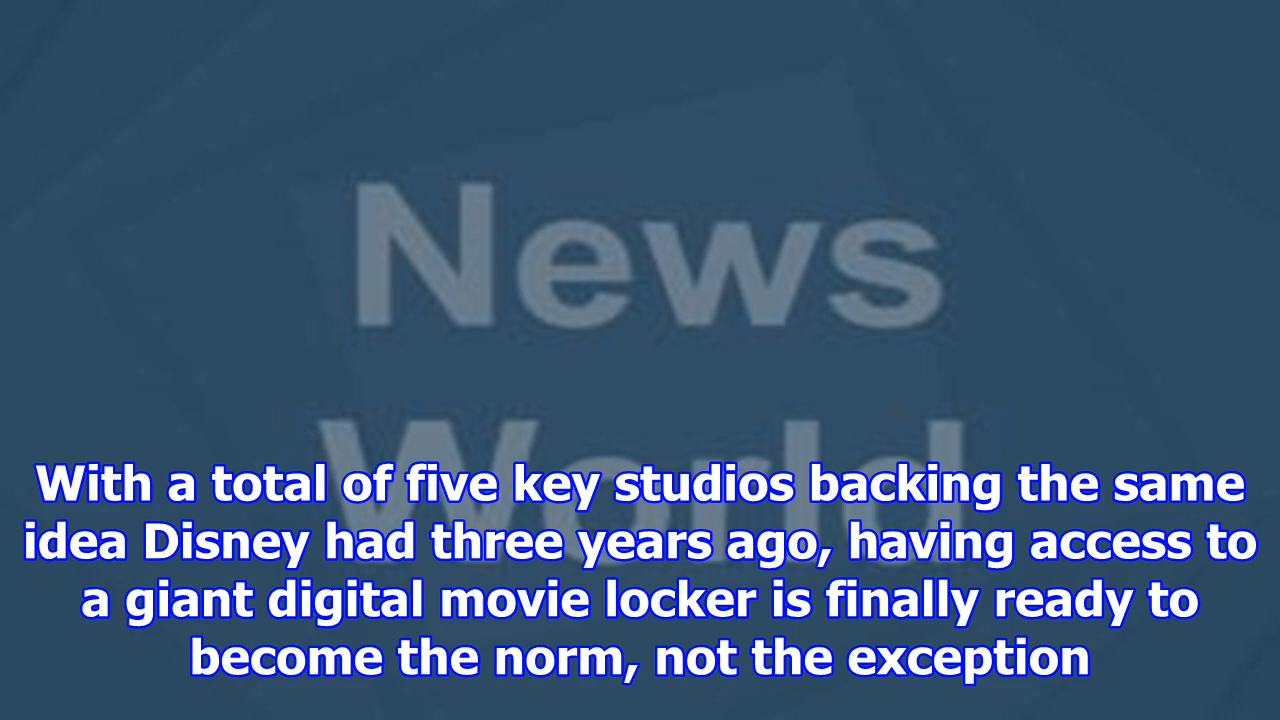 News
World
With a total of five key studios backing the same
idea Disney had three years ago, having access to
a giant digital movie locker is finally ready to
become the norm, not the exception